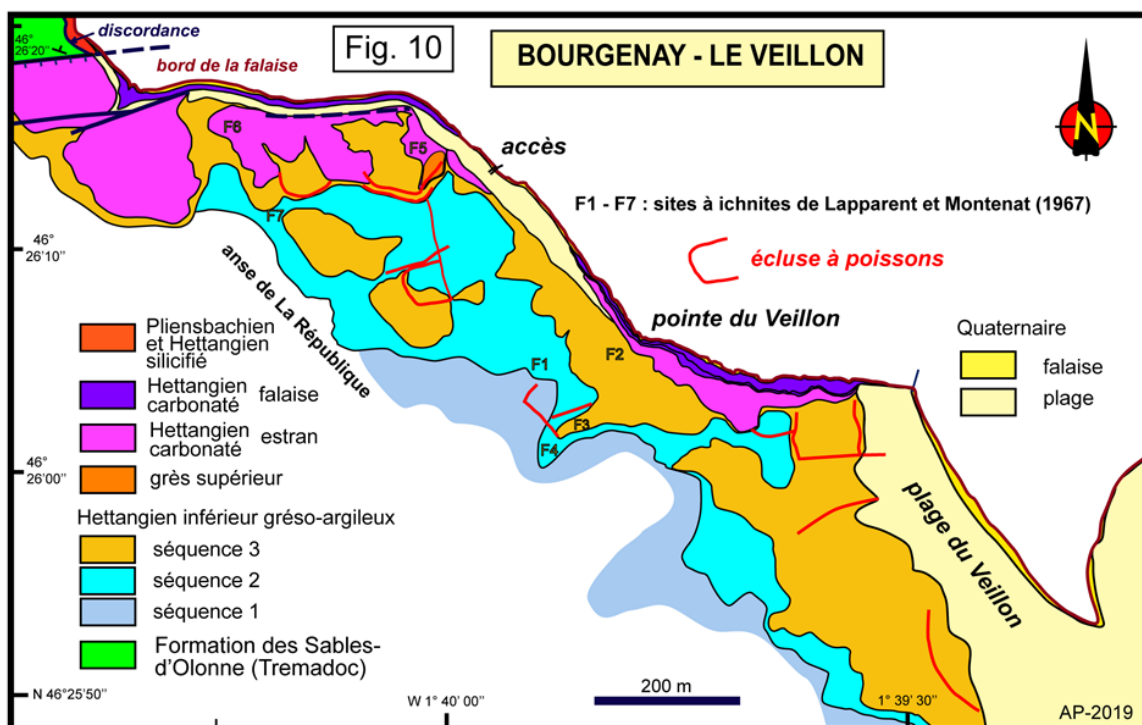 46°
26'20''
discordance
bord de la falaise
Fig. 10
BOURGENAY - LE VEILLON
N
F6
F5
accès
F1 - F7 : sites à ichnites de Lapparent et Montenat (1967)
F7
46°
26'10''
écluse à poissons
anse de La République
pointe du Veillon
F1
F2
F3
F4
Pliensbachien
et Hettangien
silicifié
Hettangien
carbonaté falaise
Hettangien
carbonaté estran
grès supérieur
Quaternaire
falaise
plage
46°
26'00''
Hettangien inférieur gréso-argileux
séquence 3
séquence 2
séquence 1
Formation des Sables-
d'Olonne (Tremadoc)
plage du Veillon
N 46°25'50''
W 1° 40' 00''
200 m
1° 39' 30''
AP-2019